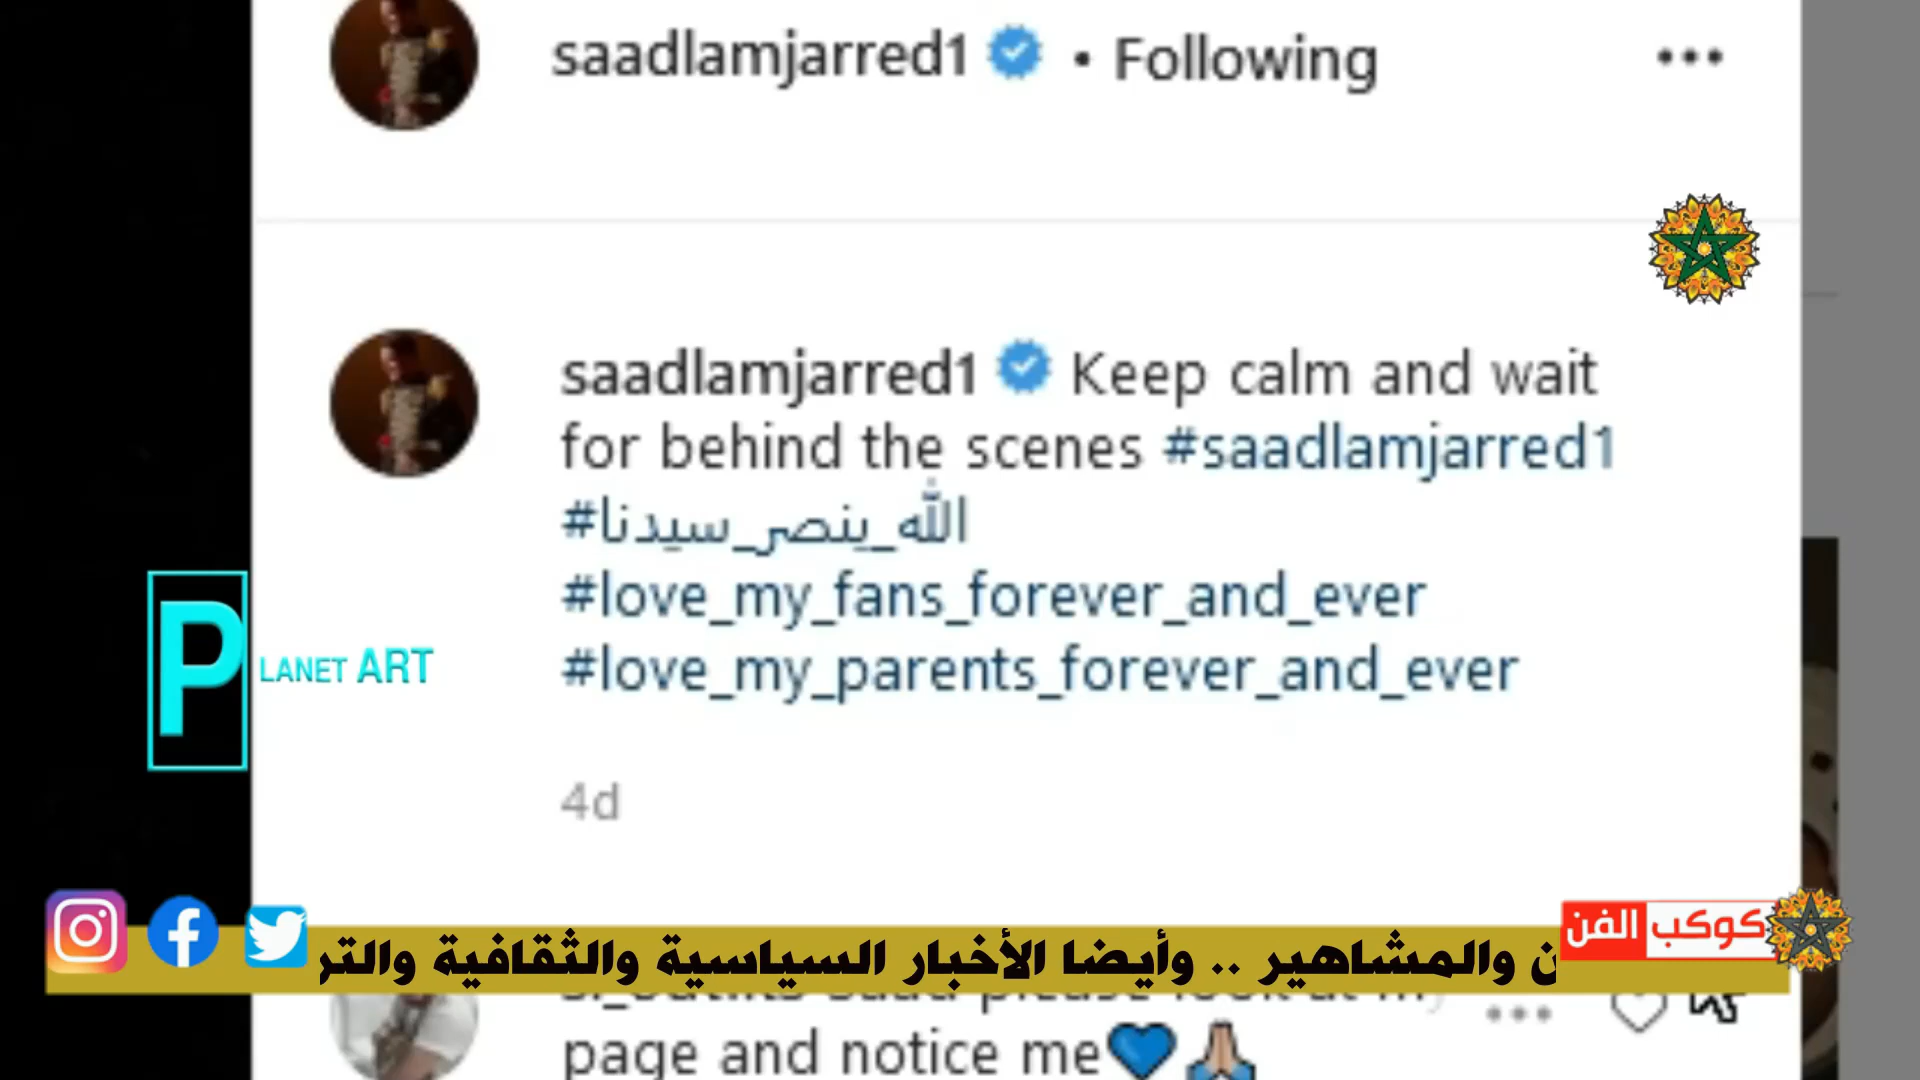 saadlamjarred1 • Following
saadlamjarred1 Keep calm and wait
for behind the scenes #saadlamjarred1
#الله_ينصر_سيدنا
#love_my_fans_forever_and_ever
#love_my_parents_forever_and_ever
PLANET ART
4d
كوكب الفن
والمشاهير .. وأيضا الأخبار السياسية والثقافية
page and notice me💙🙏🏼